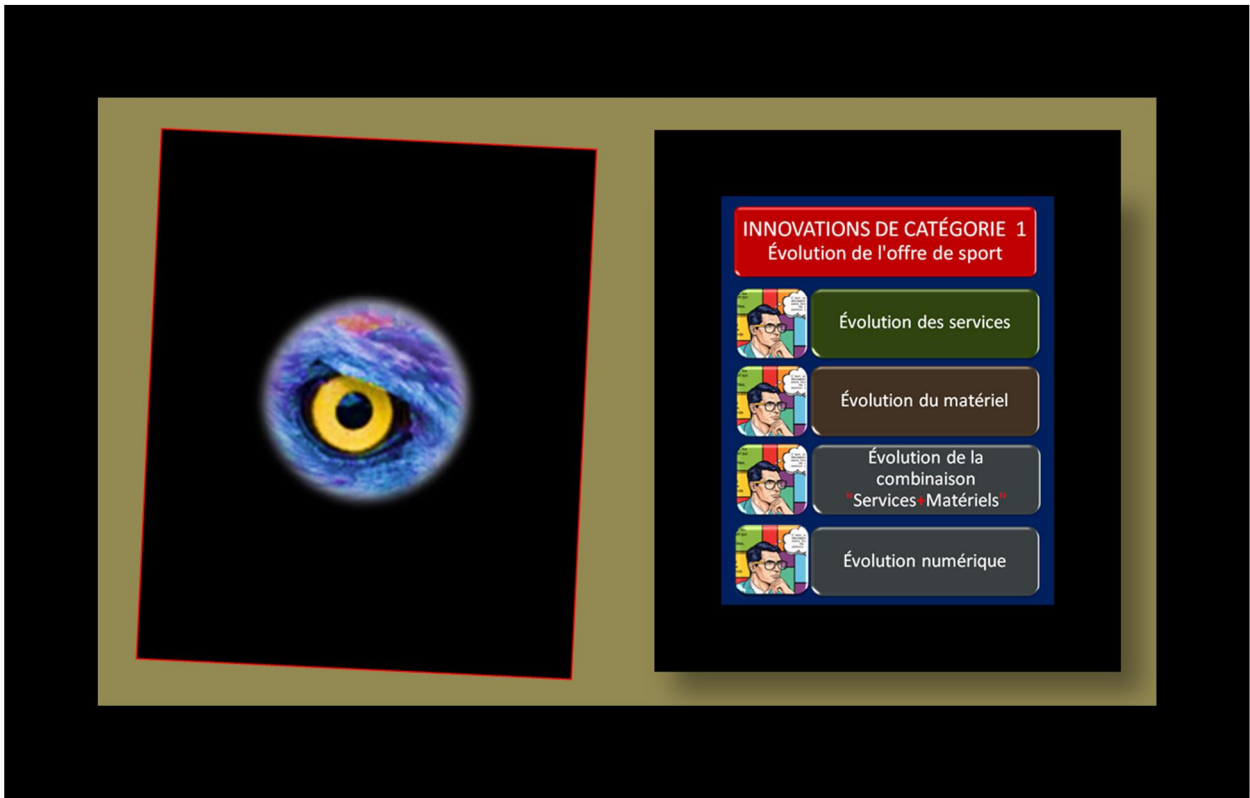 INNOVATIONS DE CATÉGORIE 1
Évolution de l'offre de sport
Évolution des services
Évolution du matériel
Évolution de la
combinaison
"Services+Matériels"
Évolution numérique